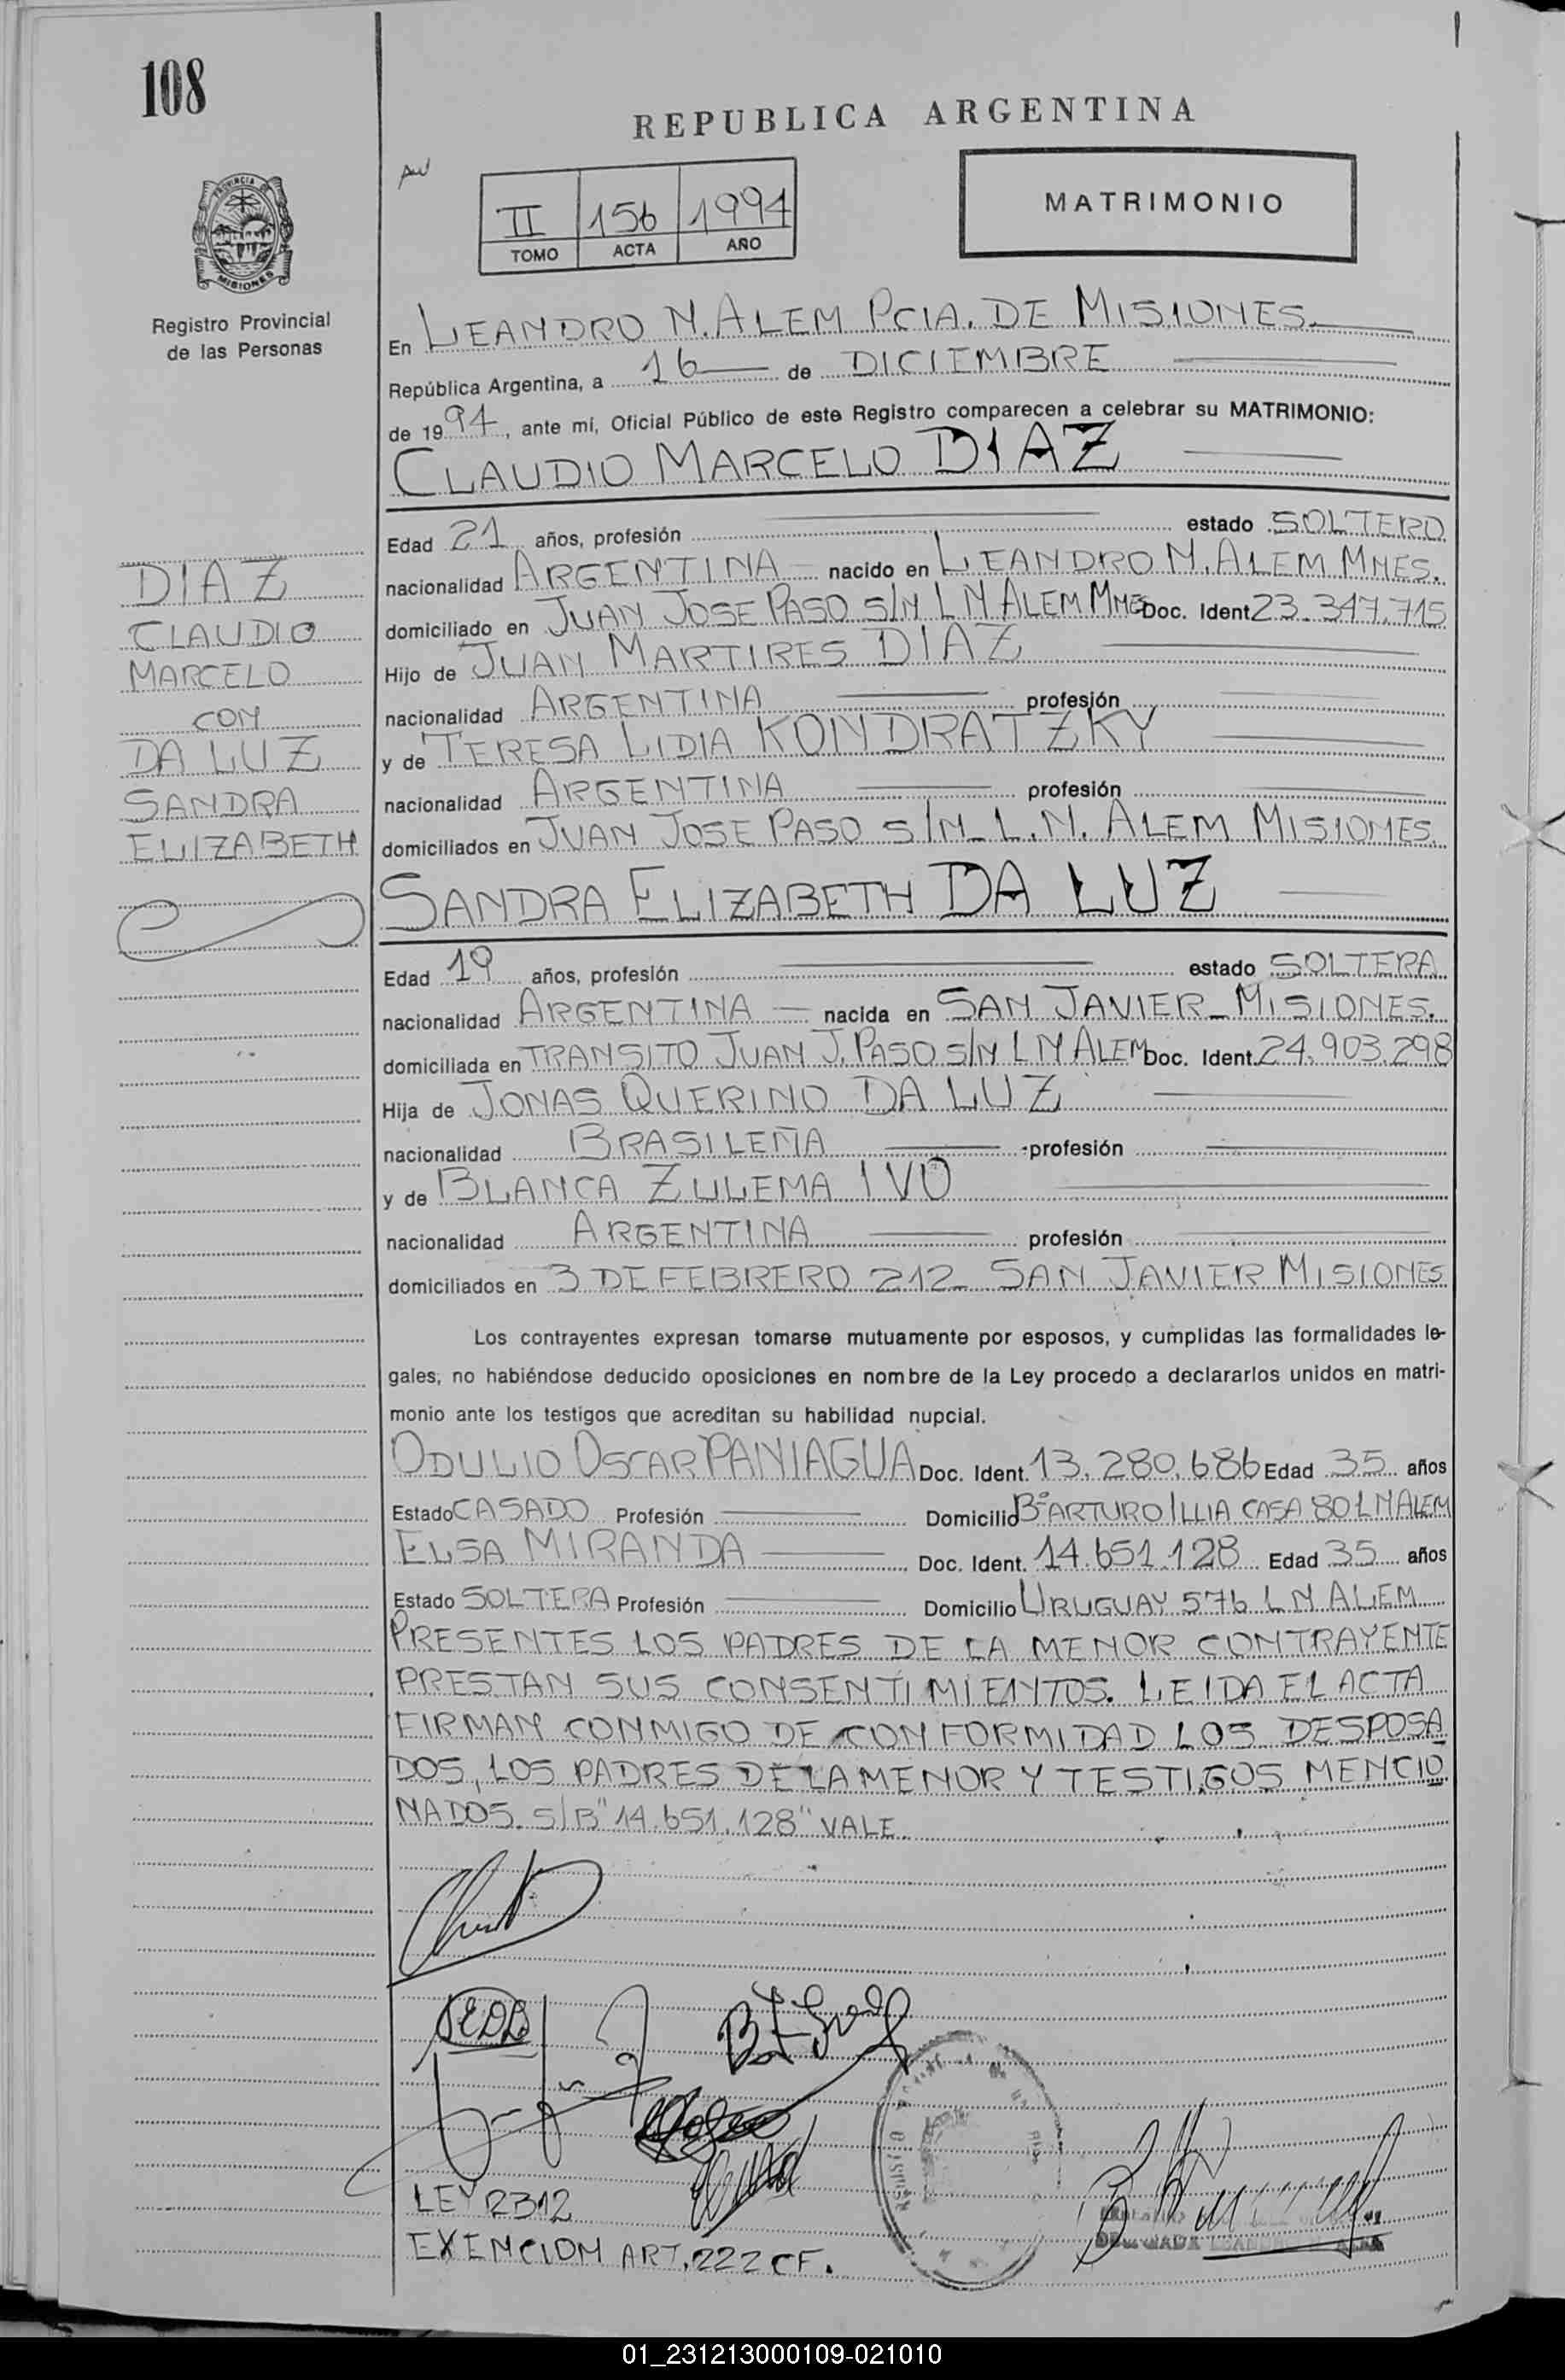 108
REPUBLICA ARGENTINA
PROVINCIA DE
MISIONES
II 156 1994
TOMO ACTA AÑO
MATRIMONIO
Registro Provincial
de las Personas
En LEANDRO N. ALEM PCIA. DE MISIONES.
República Argentina, a 16 de DICIEMBRE
de 1994, ante mí, Oficial Público de este Registro comparecen a celebrar su MATRIMONIO:
CLAUDIO MARCELO DIAZ
Edad 21 años, profesión estado SOLTERO
nacionalidad ARGENTINA nacido en LEANDRO N. ALEM MNES.
domiciliado en JUAN JOSE PASO S/N L N ALEM MNES Doc. Ident. 23.347.715
Hijo de JUAN MARTIRES DIAZ
nacionalidad ARGENTINA profesión
y de TERESA LIDIA KONDRATZKY
nacionalidad ARGENTINA profesión
domiciliados en JUAN JOSE PASO S/N_ L.N. ALEM MISIONES.
DIAZ
CLAUDIO
MARCELO
CON
DA LUZ
SANDRA
ELIZABETH
SANDRA ELIZABETH DA LUZ
Edad 19 años, profesión estado SOLTERA
nacionalidad ARGENTINA nacida en SAN JAVIER_MISIONES.
domiciliada en TRANSITO JUAN J. PASO S/N L N ALEM Doc. Ident. 24.903.298
Hija de JONAS QUERINO DA LUZ
nacionalidad BRASILEÑA profesión
y de BLANCA ZULEMA IVO
nacionalidad ARGENTINA profesión
domiciliados en 3 DE FEBRERO 212_ SAN JAVIER MISIONES
Los contrayentes expresan tomarse mutuamente por esposos, y cumplidas las formalidades le-
gales, no habiéndose deducido oposiciones en nombre de la Ley procedo a declararlos unidos en matri-
monio ante los testigos que acreditan su habilidad nupcial.
ODULIO OSCAR PANIAGUA Doc. Ident. 13.280.686 Edad 35 años
Estado CASADO Profesión Domicilio Bº ARTURO ILLIA CASA 80 L N ALEM
ELSA MIRANDA Doc. Ident. 14.651.128 Edad 35 años
Estado SOLTERA Profesión Domicilio URUGUAY 576 L N ALEM
PRESENTES LOS PADRES DE LA MENOR CONTRAYENTE
PRESTAN SUS CONSENTIMIENTOS. LEIDA EL ACTA
FIRMAN CONMIGO DE CONFORMIDAD LOS DESPOSA
DOS, LOS PADRES DE LA MENOR Y TESTIGOS MENCIO
NADOS. S/B "14.651.128" VALE.
LEY 2312
EXENCION ART. 222 CF.
01_231213000109-021010